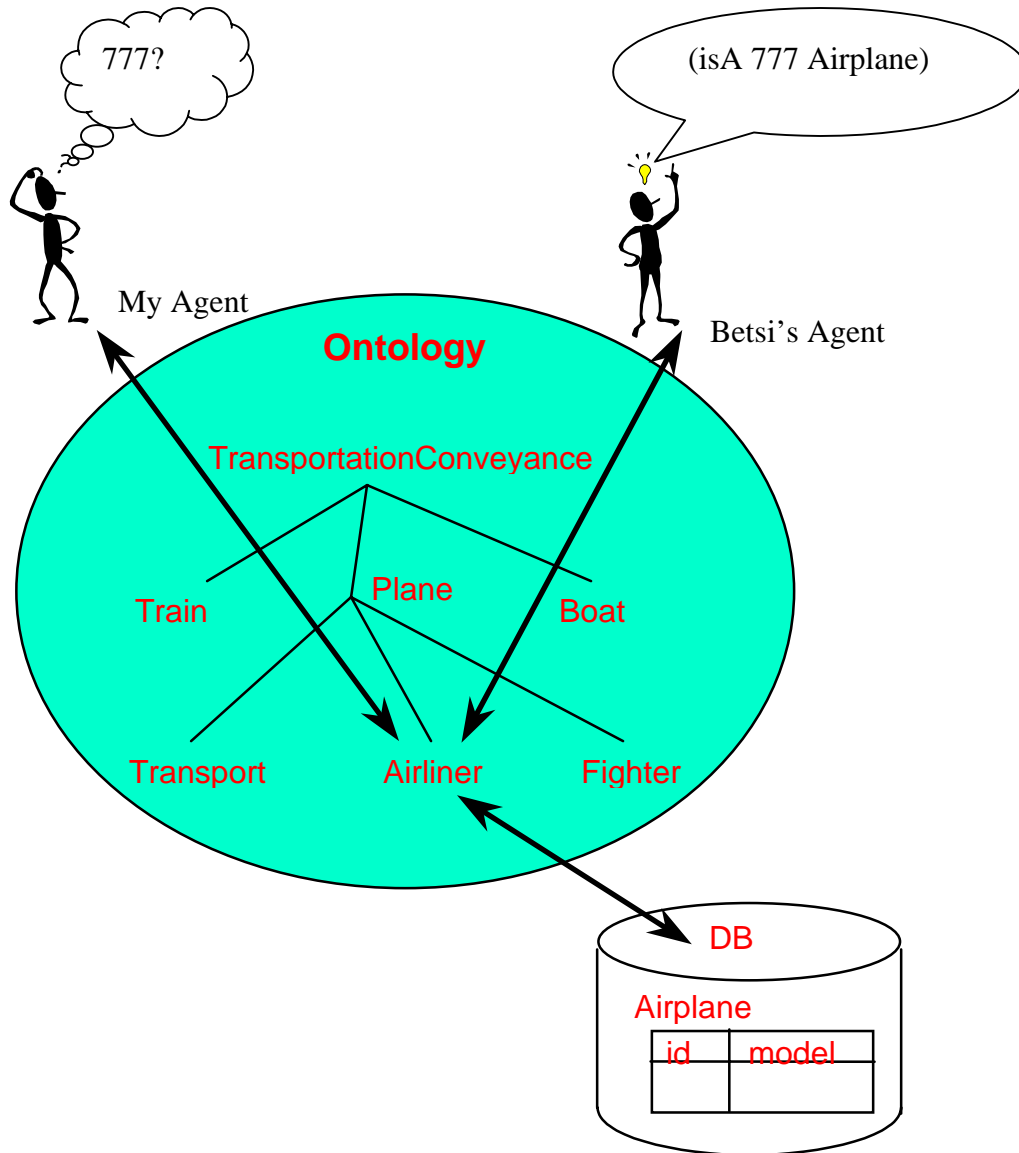 777?
(isA 777 Airplane)
My Agent
Betsi’s Agent
Ontology
TransportationConveyance
Train
Plane
Boat
Transport
Airliner
Fighter
DB
Airplane
id
model